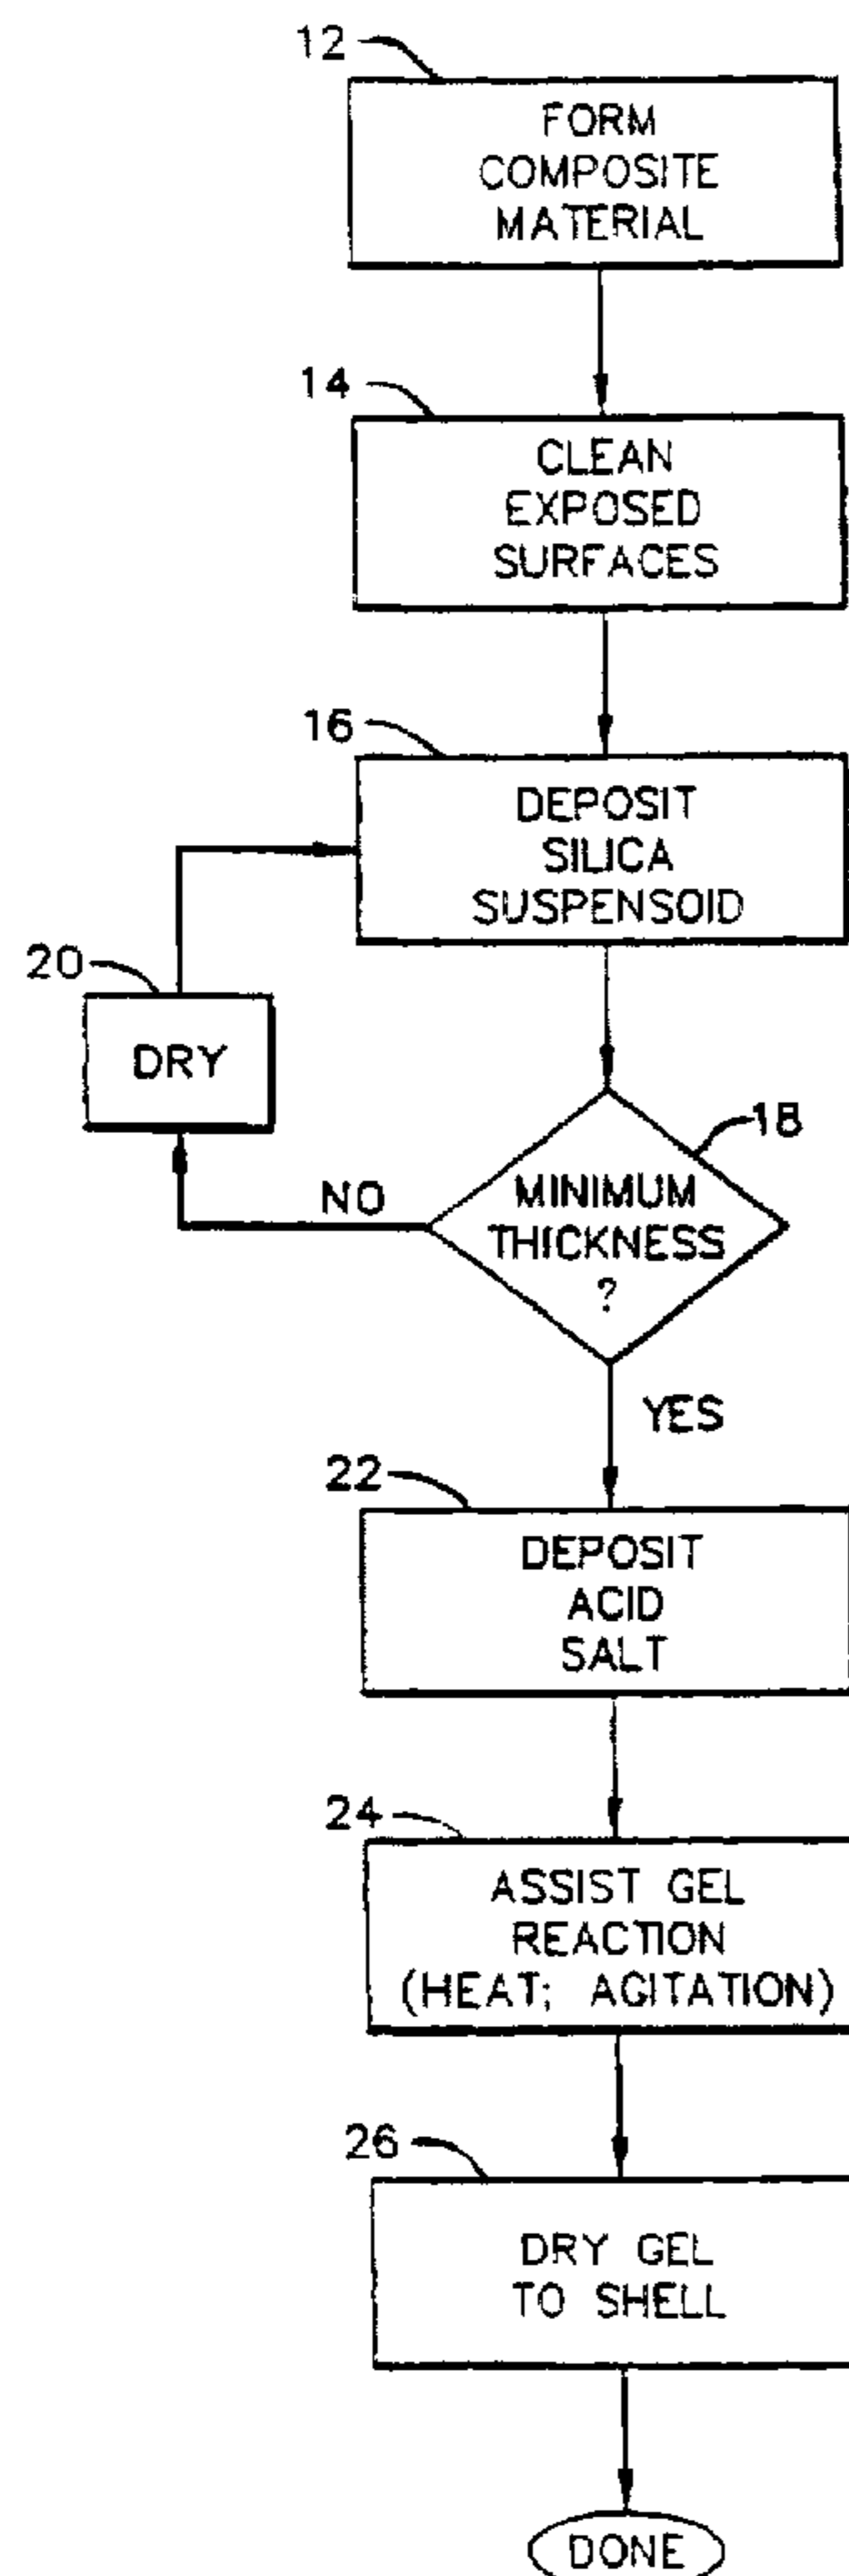 12
FORM
COMPOSITE
MATERIAL
14
CLEAN
EXPOSED
SURFACES
16
DEPOSIT
SILICA
SUSPENSOID
20
DRY
18
NO
MINIMUM
THICKNESS
?
YES
22
DEPOSIT
ACID
SALT
24
ASSIST GEL
REACTION
(HEAT; AGITATION)
26
DRY GEL
TO SHELL
DONE